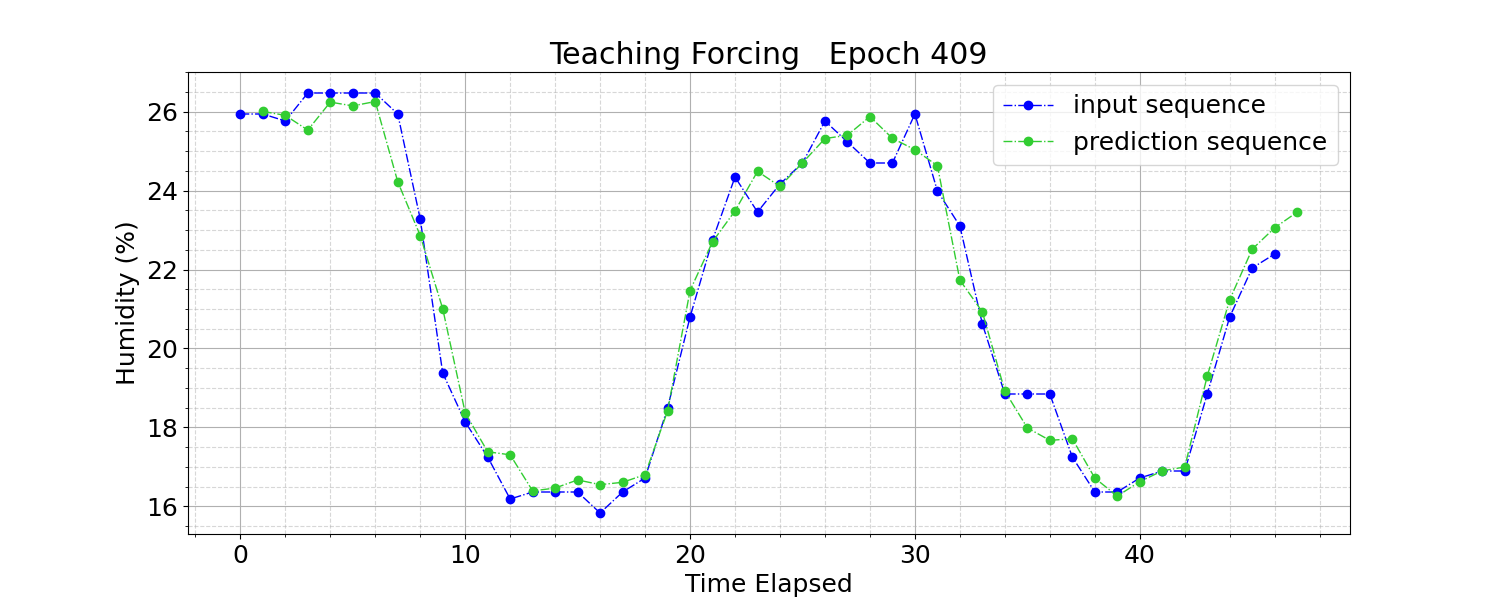 Teaching Forcing   Epoch 409
input sequence
prediction sequence
Humidity (%)
26
24
22
20
18
16
0 10 20 30 40
Time Elapsed